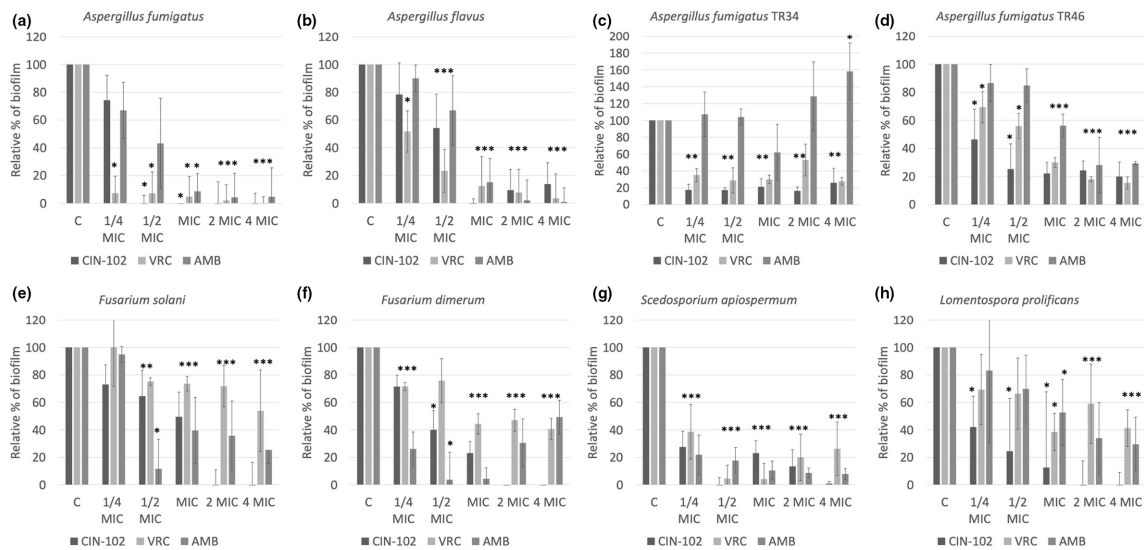 (a) Aspergillus fumigatus
Relative % of biofilm
120
100
80
60
40
20
0
* * * * ** *** ***
C 1/4 MIC 1/2 MIC MIC 2 MIC 4 MIC
CIN-102 VRC AMB
(b) Aspergillus flavus
Relative % of biofilm
120
100
80
60
40
20
0
* *** *** *** ***
C 1/4 MIC 1/2 MIC MIC 2 MIC 4 MIC
CIN-102 VRC AMB
(c) Aspergillus fumigatus TR34
Relative % of biofilm
200
180
160
140
120
100
80
60
40
20
0
** ** ** ** ** *
C 1/4 MIC 1/2 MIC MIC 2 MIC 4 MIC
CIN-102 VRC AMB
(d) Aspergillus fumigatus TR46
Relative % of biofilm
120
100
80
60
40
20
0
* * * * *** *** ***
C 1/4 MIC 1/2 MIC MIC 2 MIC 4 MIC
CIN-102 VRC AMB
(e) Fusarium solani
Relative % of biofilm
120
100
80
60
40
20
0
** * *** *** ***
C 1/4 MIC 1/2 MIC MIC 2 MIC 4 MIC
CIN-102 VRC AMB
(f) Fusarium dimerum
Relative % of biofilm
120
100
80
60
40
20
0
*** * * *** *** ***
C 1/4 MIC 1/2 MIC MIC 2 MIC 4 MIC
CIN-102 VRC AMB
(g) Scedosporium apiospermum
Relative % of biofilm
120
100
80
60
40
20
0
*** *** *** *** ***
C 1/4 MIC 1/2 MIC MIC 2 MIC 4 MIC
CIN-102 VRC AMB
(h) Lomentospora prolificans
Relative % of biofilm
120
100
80
60
40
20
0
* * * * * *** ***
C 1/4 MIC 1/2 MIC MIC 2 MIC 4 MIC
CIN-102 VRC AMB